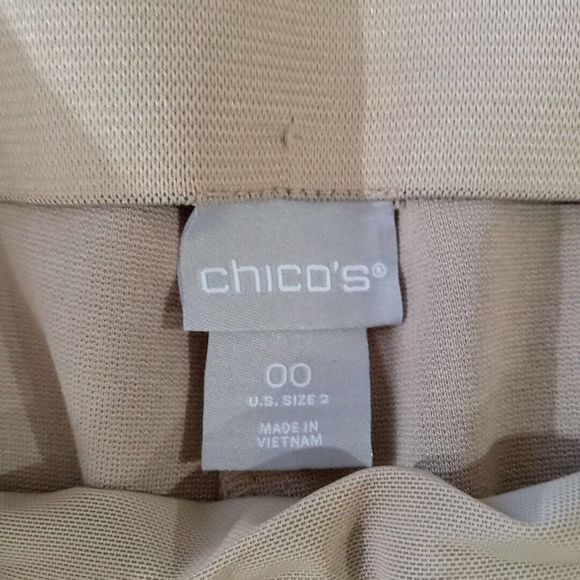 chico's®
00
U.S. SIZE 2
MADE IN
VIETNAM